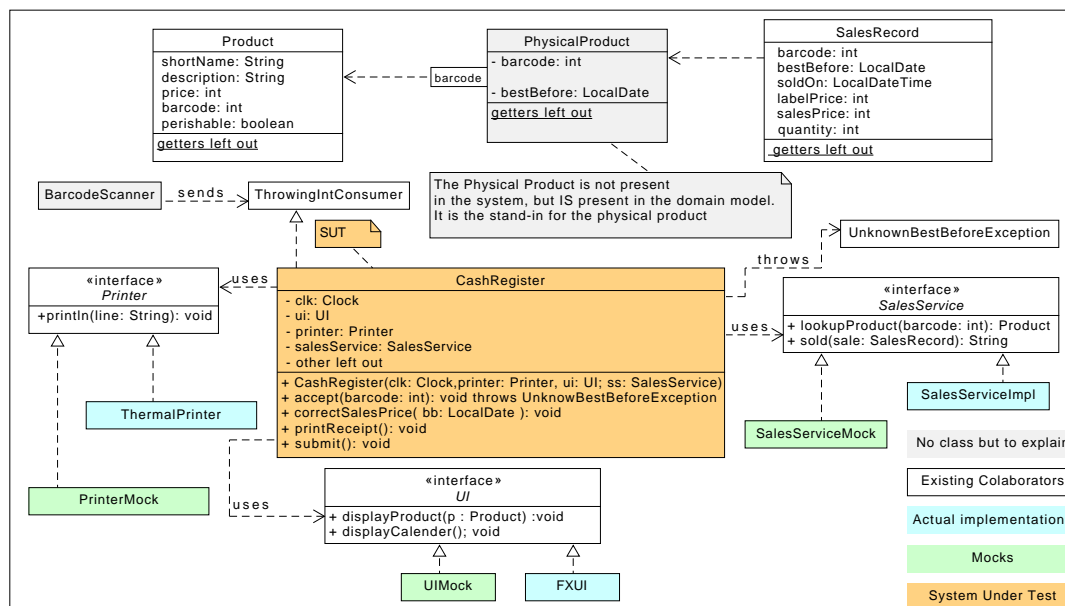 Product
shortName: String
description: String
price: int
barcode: int
perishable: boolean
getters left out
barcode
PhysicalProduct
- barcode: int
- bestBefore: LocalDate
getters left out
SalesRecord
barcode: int
bestBefore: LocalDate
soldOn: LocalDateTime
labelPrice: int
salesPrice: int
quantity: int
getters left out
The Physical Product is not present
in the system, but IS present in the domain model.
It is the stand-in for the physical product
BarcodeScanner
sends
ThrowingIntConsumer
SUT
UnknownBestBeforeException
throws
«interface»
Printer
+println(line: String): void
uses
CashRegister
- clk: Clock
- ui: UI
- printer: Printer
- salesService: SalesService
- other left out
+ CashRegister(clk: Clock,printer: Printer, ui: UI; ss: SalesService)
+ accept(barcode: int): void throws UnknowBestBeforeException
+ correctSalesPrice( bb: LocalDate ): void
+ printReceipt(): void
+ submit(): void
uses
«interface»
SalesService
+ lookupProduct(barcode: int): Product
+ sold(sale: SalesRecord): String
ThermalPrinter
PrinterMock
SalesServiceMock
SalesServiceImpl
uses
«interface»
UI
+ displayProduct(p : Product) :void
+ displayCalender(); void
UIMock
FXUI
No class but to explain
Existing Colaborators
Actual implementation
Mocks
System Under Test